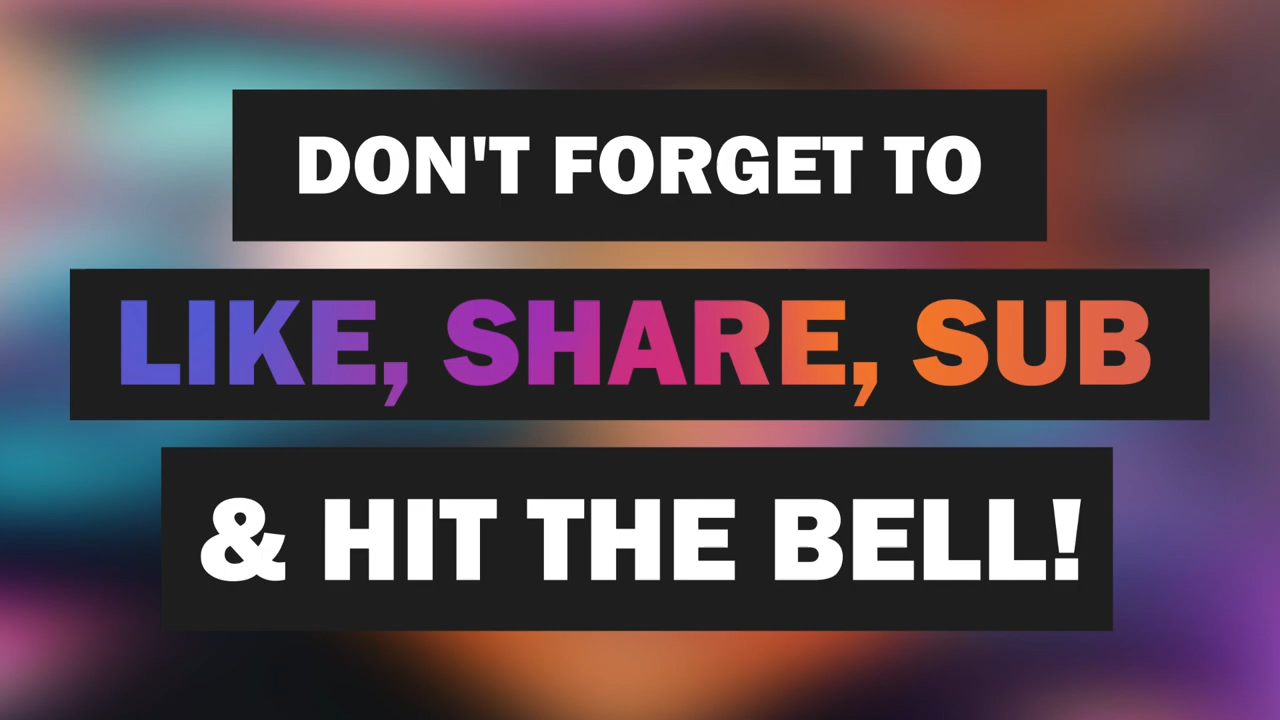 DON'T FORGET TO
LIKE, SHARE, SUB
& HIT THE BELL!